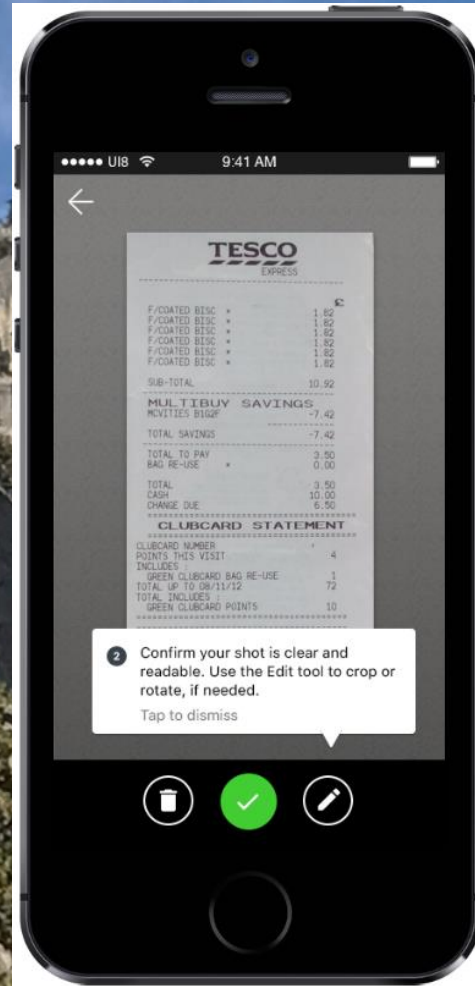 ●●●●● UI8 9:41 AM
TESCO
EXPRESS
£
F/COATED BISC * 1.82
F/COATED BISC * 1.82
F/COATED BISC * 1.82
F/COATED BISC * 1.82
F/COATED BISC * 1.82
F/COATED BISC * 1.82
SUB-TOTAL 10.92
MULTIBUY SAVINGS
MCVITIES B1G2F -7.42
TOTAL SAVINGS -7.42
TOTAL TO PAY 3.50
BAG RE-USE * 0.00
TOTAL 3.50
CASH 10.00
CHANGE DUE 6.50
CLUBCARD STATEMENT
CLUBCARD NUMBER *
POINTS THIS VISIT 4
INCLUDES :
GREEN CLUBCARD BAG RE-USE 1
TOTAL UP TO 08/11/12 72
TOTAL INCLUDES :
GREEN CLUBCARD POINTS 10
2 Confirm your shot is clear and
readable. Use the Edit tool to crop or
rotate, if needed.
Tap to dismiss